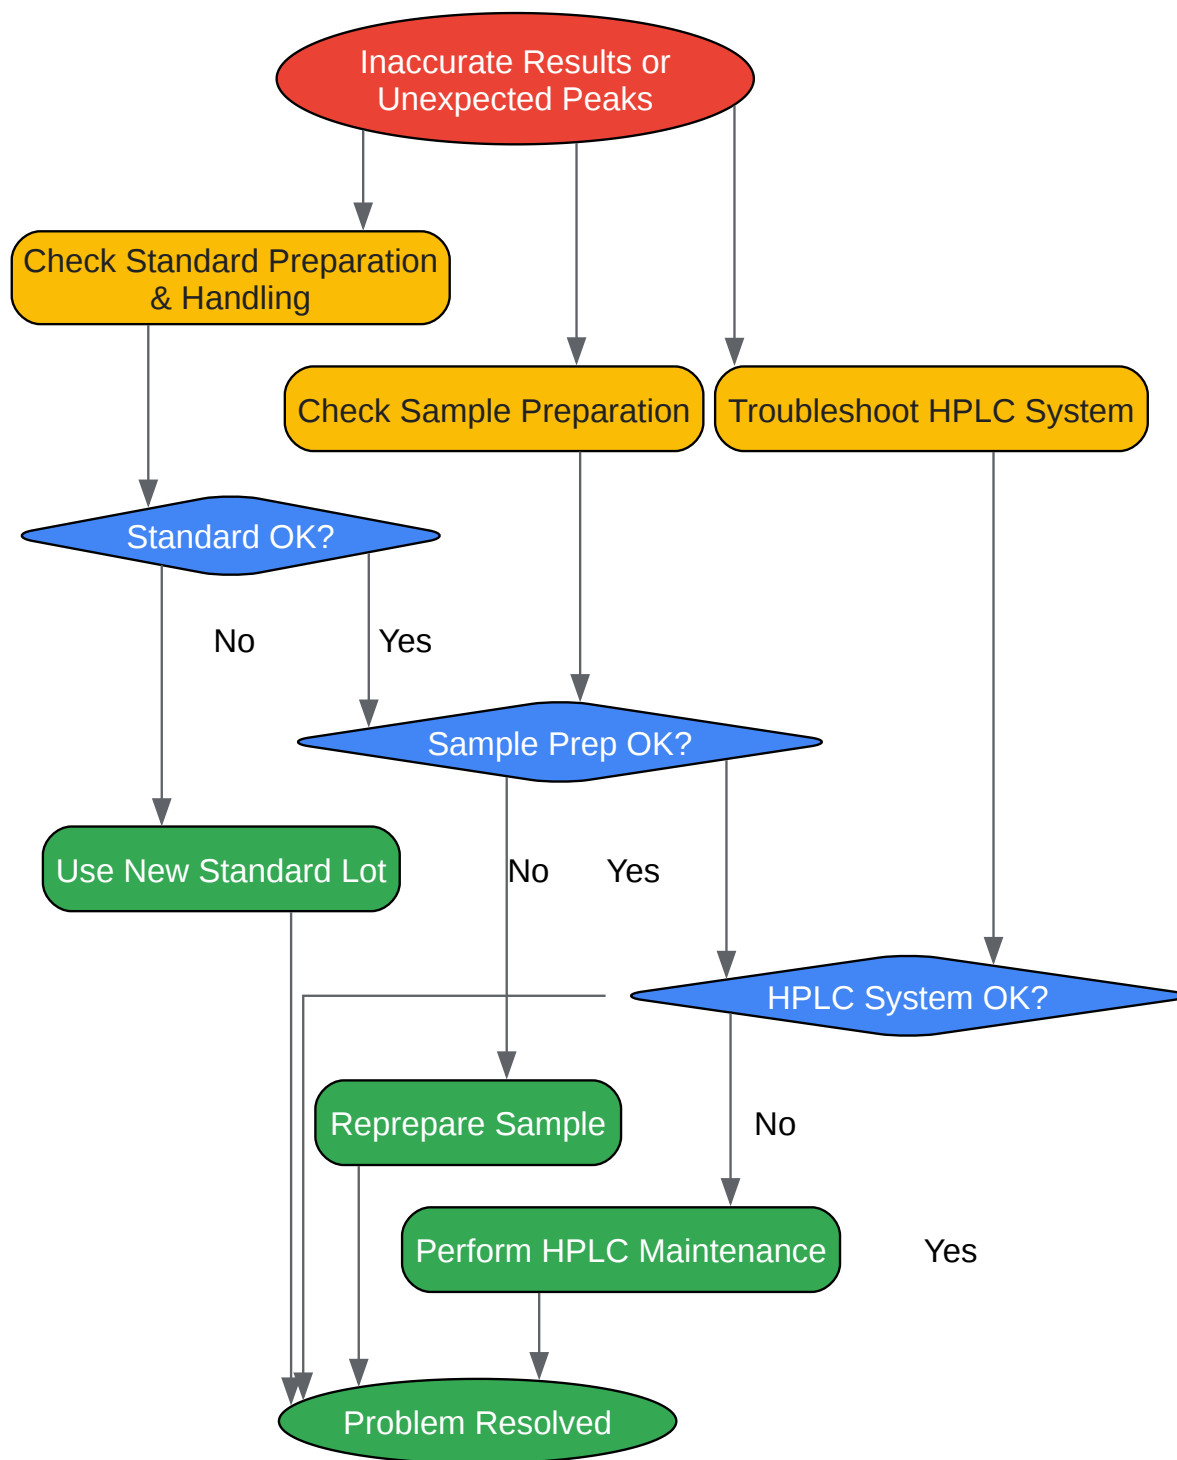 Inaccurate Results or
Unexpected Peaks
Check Standard Preparation
& Handling
Check Sample Preparation
Troubleshoot HPLC System
Standard OK?
No
Yes
Sample Prep OK?
Use New Standard Lot
No
Yes
HPLC System OK?
Reprepare Sample
No
Perform HPLC Maintenance
Yes
Problem Resolved